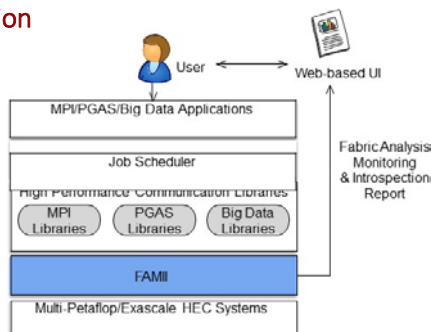 on
User
Web-based UI
MPI/PGAS/Big Data Applications
Job Scheduler
High Performance Communication Libraries
MPI
Libraries
PGAS
Libraries
Big Data
Libraries
Fabric Analysis
Monitoring
& Introspection
Report
FAMII
Multi-Petaflop/Exascale HEC Systems